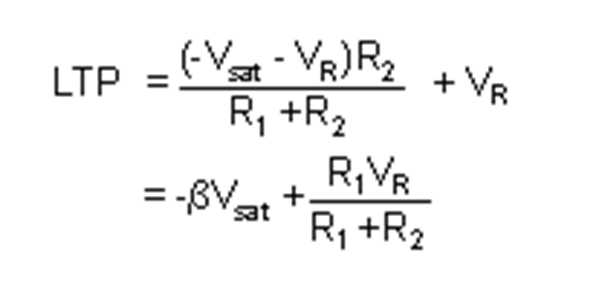 LTP = (-V_sat - V_R)R_2 / (R_1 + R_2) + V_R
= -βV_sat + R_1V_R / (R_1 + R_2)